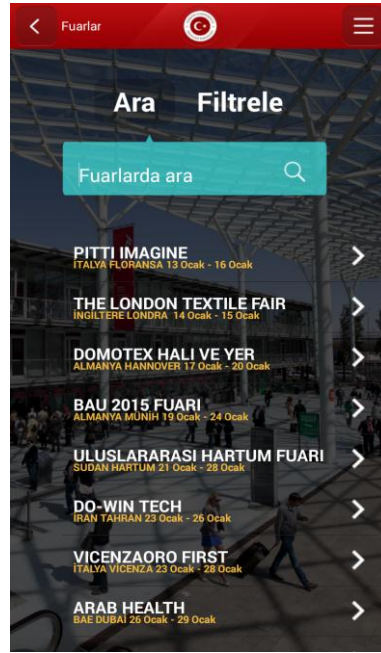 Fuarlar
Ara Filtrele
Fuarlarda ara
PITTI IMAGINE
İTALYA FLORANSA 13 Ocak - 16 Ocak
THE LONDON TEXTILE FAIR
İNGİLTERE LONDRA 14 Ocak - 15 Ocak
DOMOTEX HALI VE YER
ALMANYA HANNOVER 17 Ocak - 20 Ocak
BAU 2015 FUARI
ALMANYA MÜNİH 19 Ocak - 24 Ocak
ULUSLARARASI HARTUM FUARI
SUDAN HARTUM 21 Ocak - 28 Ocak
DO-WIN TECH
İRAN TAHRAN 23 Ocak - 26 Ocak
VICENZAORO FIRST
İTALYA VİCENZA 23 Ocak - 28 Ocak
ARAB HEALTH
BAE DUBAİ 26 Ocak - 29 Ocak